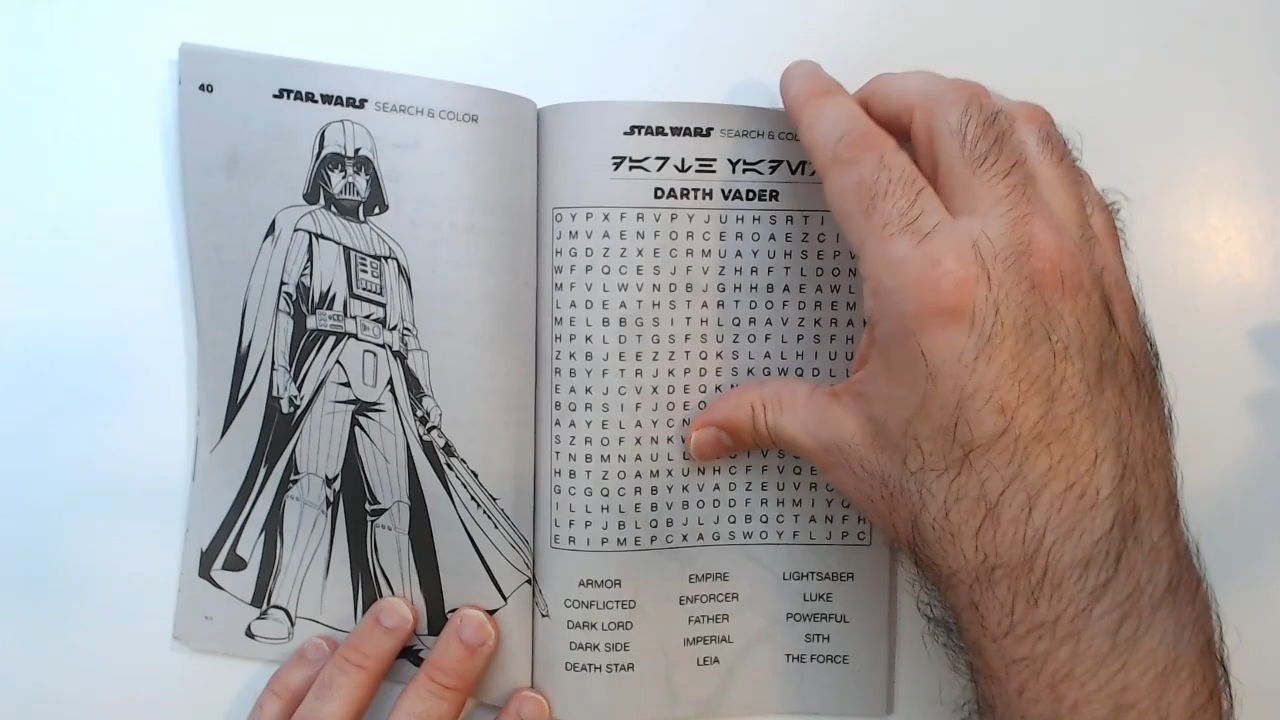 40
STAR WARS SEARCH & COLOR
STAR WARS SEARCH &
DARTH VADER
O Y P X F R V P Y J U H H S R T I
J M V A E N F O R C E R O A E Z C I
H G D Z Z X E C R M U A Y U H S E P V
W F P Q C E S J F V Z H R F T L D O N
M F V L W V N D B J G H H B A E A W L
L A D E A T H S T A R T D O F D R E M
M E L B B G S I T H L Q R A V Z K R A
H P K L D T G S F S U Z O F L P S F H
Z K B J E E Z Z T Q K S L A L H I U U
R B Y F T R J K P D E S K G W Q D L L
E A K J C V X D E Q K
B Q R S I F J O E
A A Y E L A Y C N
S Z R O F X N K
T N B M N A U L
H B T Z O A M X U N H C F F V Q E
G C G Q C R B Y K V A D Z E U V R C
I L L H L E B V B O D D F R H M I Y Q
L F P J B L Q B J L J Q B Q C T A N F H
E R I P M E P C X A G S W O Y F L J P C
ARMOR EMPIRE LIGHTSABER
CONFLICTED ENFORCER LUKE
DARK LORD FATHER POWERFUL
DARK SIDE IMPERIAL SITH
DEATH STAR LEIA THE FORCE